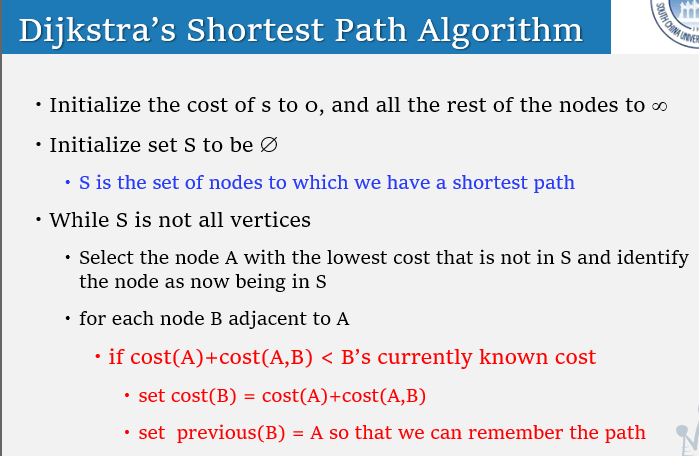 Dijkstra's Shortest Path Algorithm
SOUTH CHINA UNIVER
• Initialize the cost of s to 0, and all the rest of the nodes to ∞
• Initialize set S to be ∅
• S is the set of nodes to which we have a shortest path
• While S is not all vertices
• Select the node A with the lowest cost that is not in S and identify
the node as now being in S
• for each node B adjacent to A
• if cost(A)+cost(A,B) < B's currently known cost
• set cost(B) = cost(A)+cost(A,B)
• set previous(B) = A so that we can remember the path